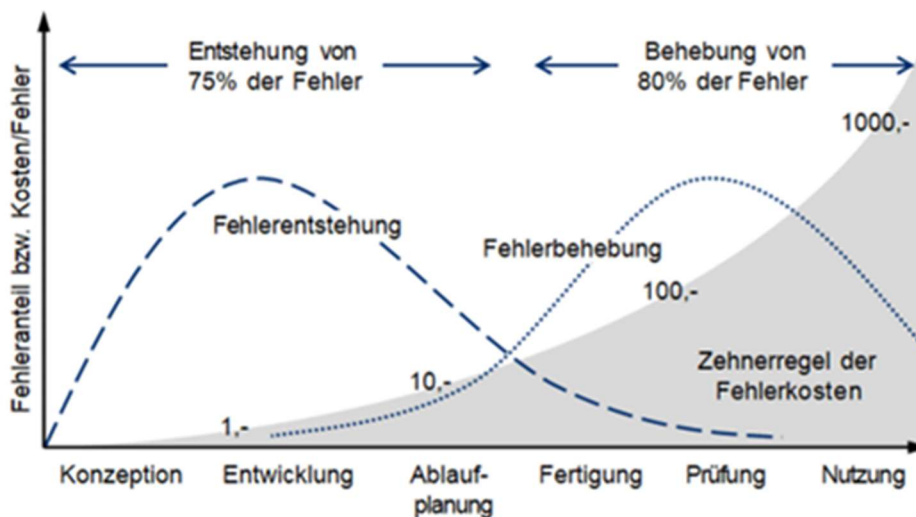 Entstehung von
75% der Fehler
Behebung von
80% der Fehler
Fehleranteil bzw. Kosten/Fehler
1000,-
Fehlerentstehung
Fehlerbehebung
100,-
10,-
1,-
Zehnerregel der
Fehlerkosten
Konzeption
Entwicklung
Ablauf-
planung
Fertigung
Prüfung
Nutzung